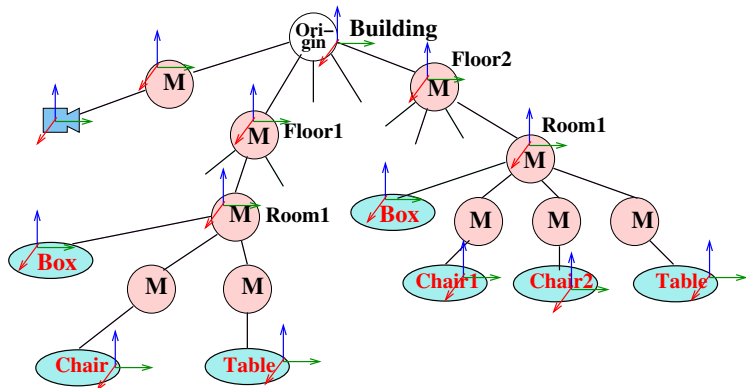 Ori-
gin
Building
M
Floor2
M
M
Floor1
Room1
M
Box
M
Room1
M
M
M
Box
Chair1
Chair2
Table
M
M
Chair
Table